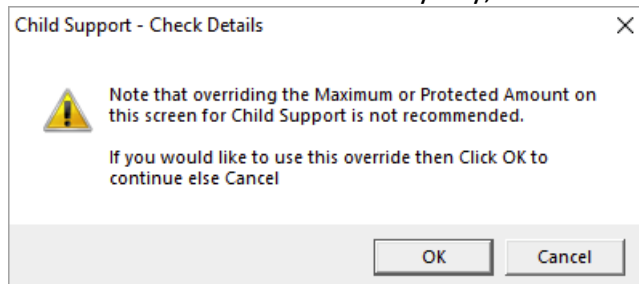 Child Support - Check Details
Note that overriding the Maximum or Protected Amount on
this screen for Child Support is not recommended.
If you would like to use this override then Click OK to
continue else Cancel
OK
Cancel